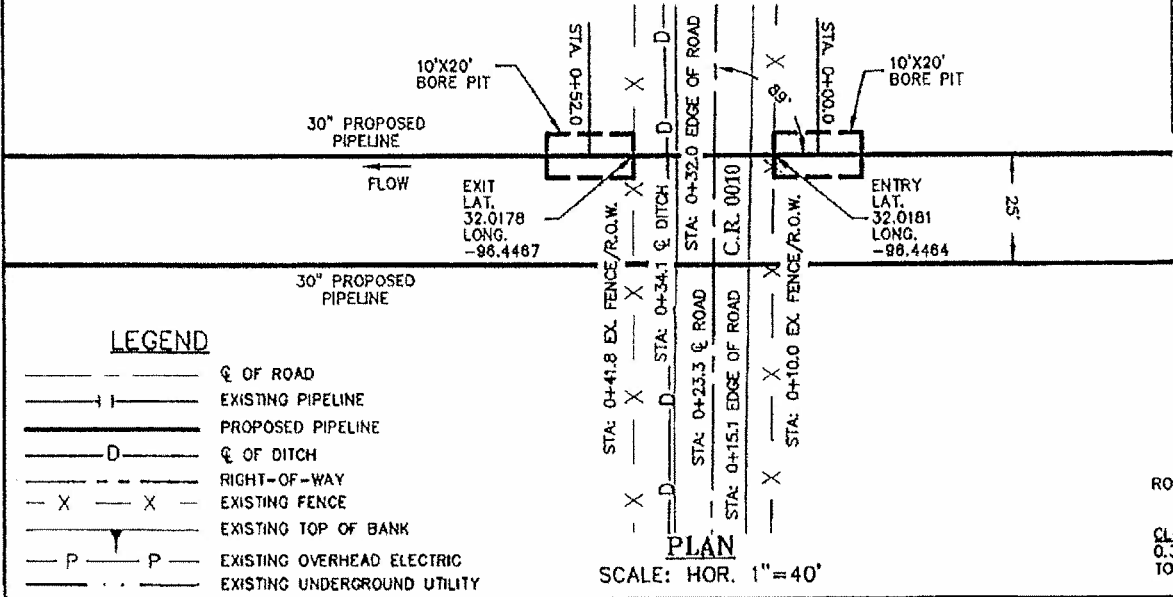 10'X20'
BORE PIT
30" PROPOSED
PIPELINE
FLOW
STA. 0+52.0
D
STA: 0+32.0 EDGE OF ROAD
89°
STA. 0+00.0
10'X20'
BORE PIT
EXIT
LAT.
32.0178
LONG.
-96.4467
ENTRY
LAT.
32.0181
LONG.
-96.4464
25'
30" PROPOSED
PIPELINE
STA: 0+41.8 EX. FENCE/R.O.W.
STA: 0+34.1 ℄ DITCH
STA: 0+23.3 ℄ ROAD
C.R. 0010
STA: 0+15.1 EDGE OF ROAD
STA: 0+10.0 EX. FENCE/R.O.W.
LEGEND
℄ OF ROAD
EXISTING PIPELINE
PROPOSED PIPELINE
D ℄ OF DITCH
RIGHT-OF-WAY
X X EXISTING FENCE
EXISTING TOP OF BANK
P P EXISTING OVERHEAD ELECTRIC
EXISTING UNDERGROUND UTILITY
PLAN
SCALE: HOR. 1"=40'
RO
CL
0.
TO